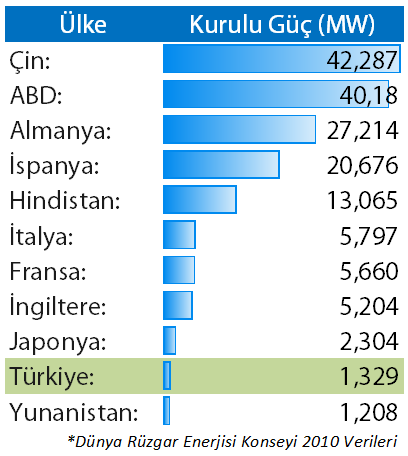 Ülke Kurulu Güç (MW)
Çin: 42,287
ABD: 40,18
Almanya: 27,214
İspanya: 20,676
Hindistan: 13,065
İtalya: 5,797
Fransa: 5,660
İngiltere: 5,204
Japonya: 2,304
Türkiye: 1,329
Yunanistan: 1,208
*Dünya Rüzgar Enerjisi Konseyi 2010 Verileri